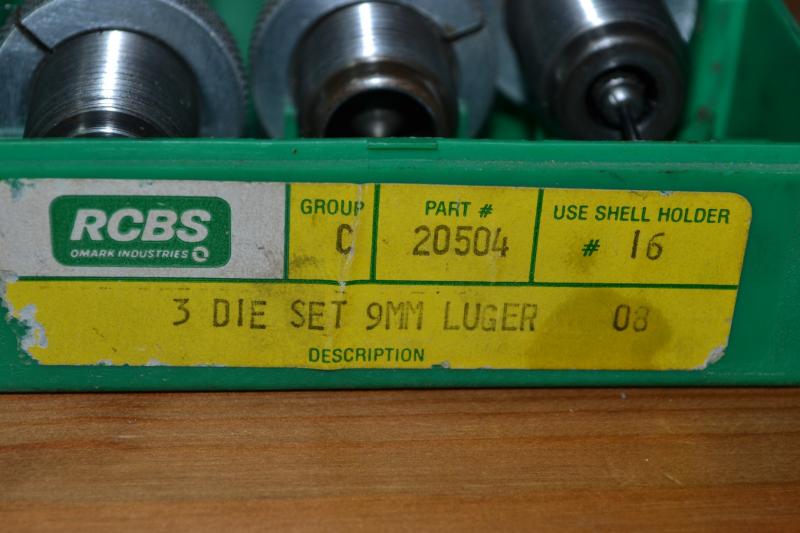 RCBS
OMARK INDUSTRIES
GROUP
C
PART #
20504
USE SHELL HOLDER
# 16
3 DIE SET 9MM LUGER 08
DESCRIPTION